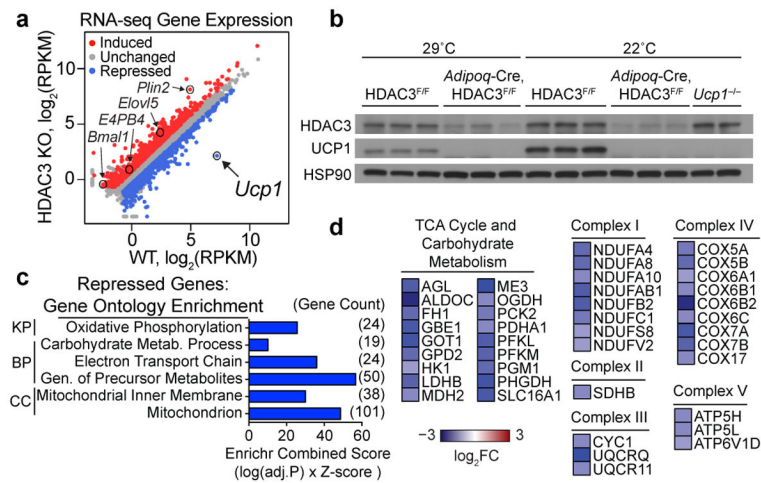 a
RNA-seq Gene Expression
Induced
Unchanged
Repressed
Plin2
Elovl5
E4PB4
Bmal1
Ucp1
HDAC3 KO, log2(RPKM)
10
5
0
0
5
10
WT, log2(RPKM)
b
29˚C
22˚C
HDAC3F/F
Adipoq-Cre,
HDAC3F/F
HDAC3F/F
Adipoq-Cre,
HDAC3F/F
Ucp1–/–
HDAC3
UCP1
HSP90
c
Repressed Genes:
Gene Ontology Enrichment
(Gene Count)
KP
Oxidative Phosphorylation
(24)
BP
Carbohydrate Metab. Process
(19)
Electron Transport Chain
(24)
Gen. of Precursor Metabolites
(50)
CC
Mitochondrial Inner Membrane
(38)
Mitochondrion
(101)
0 20 40 60
Enrichr Combined Score
(log(adj.P) x Z-score )
d
TCA Cycle and
Carbohydrate
Metabolism
AGL
ALDOC
FH1
GBE1
GOT1
GPD2
HK1
LDHB
MDH2
ME3
OGDH
PCK2
PDHA1
PFKL
PFKM
PGM1
PHGDH
SLC16A1
−3
3
log2FC
Complex I
NDUFA4
NDUFA8
NDUFA10
NDUFAB1
NDUFB2
NDUFC1
NDUFS8
NDUFV2
Complex II
SDHB
Complex III
CYC1
UQCRQ
UQCR11
Complex IV
COX5A
COX5B
COX6A1
COX6B1
COX6B2
COX6C
COX7A
COX7B
COX17
Complex V
ATP5H
ATP5L
ATP6V1D